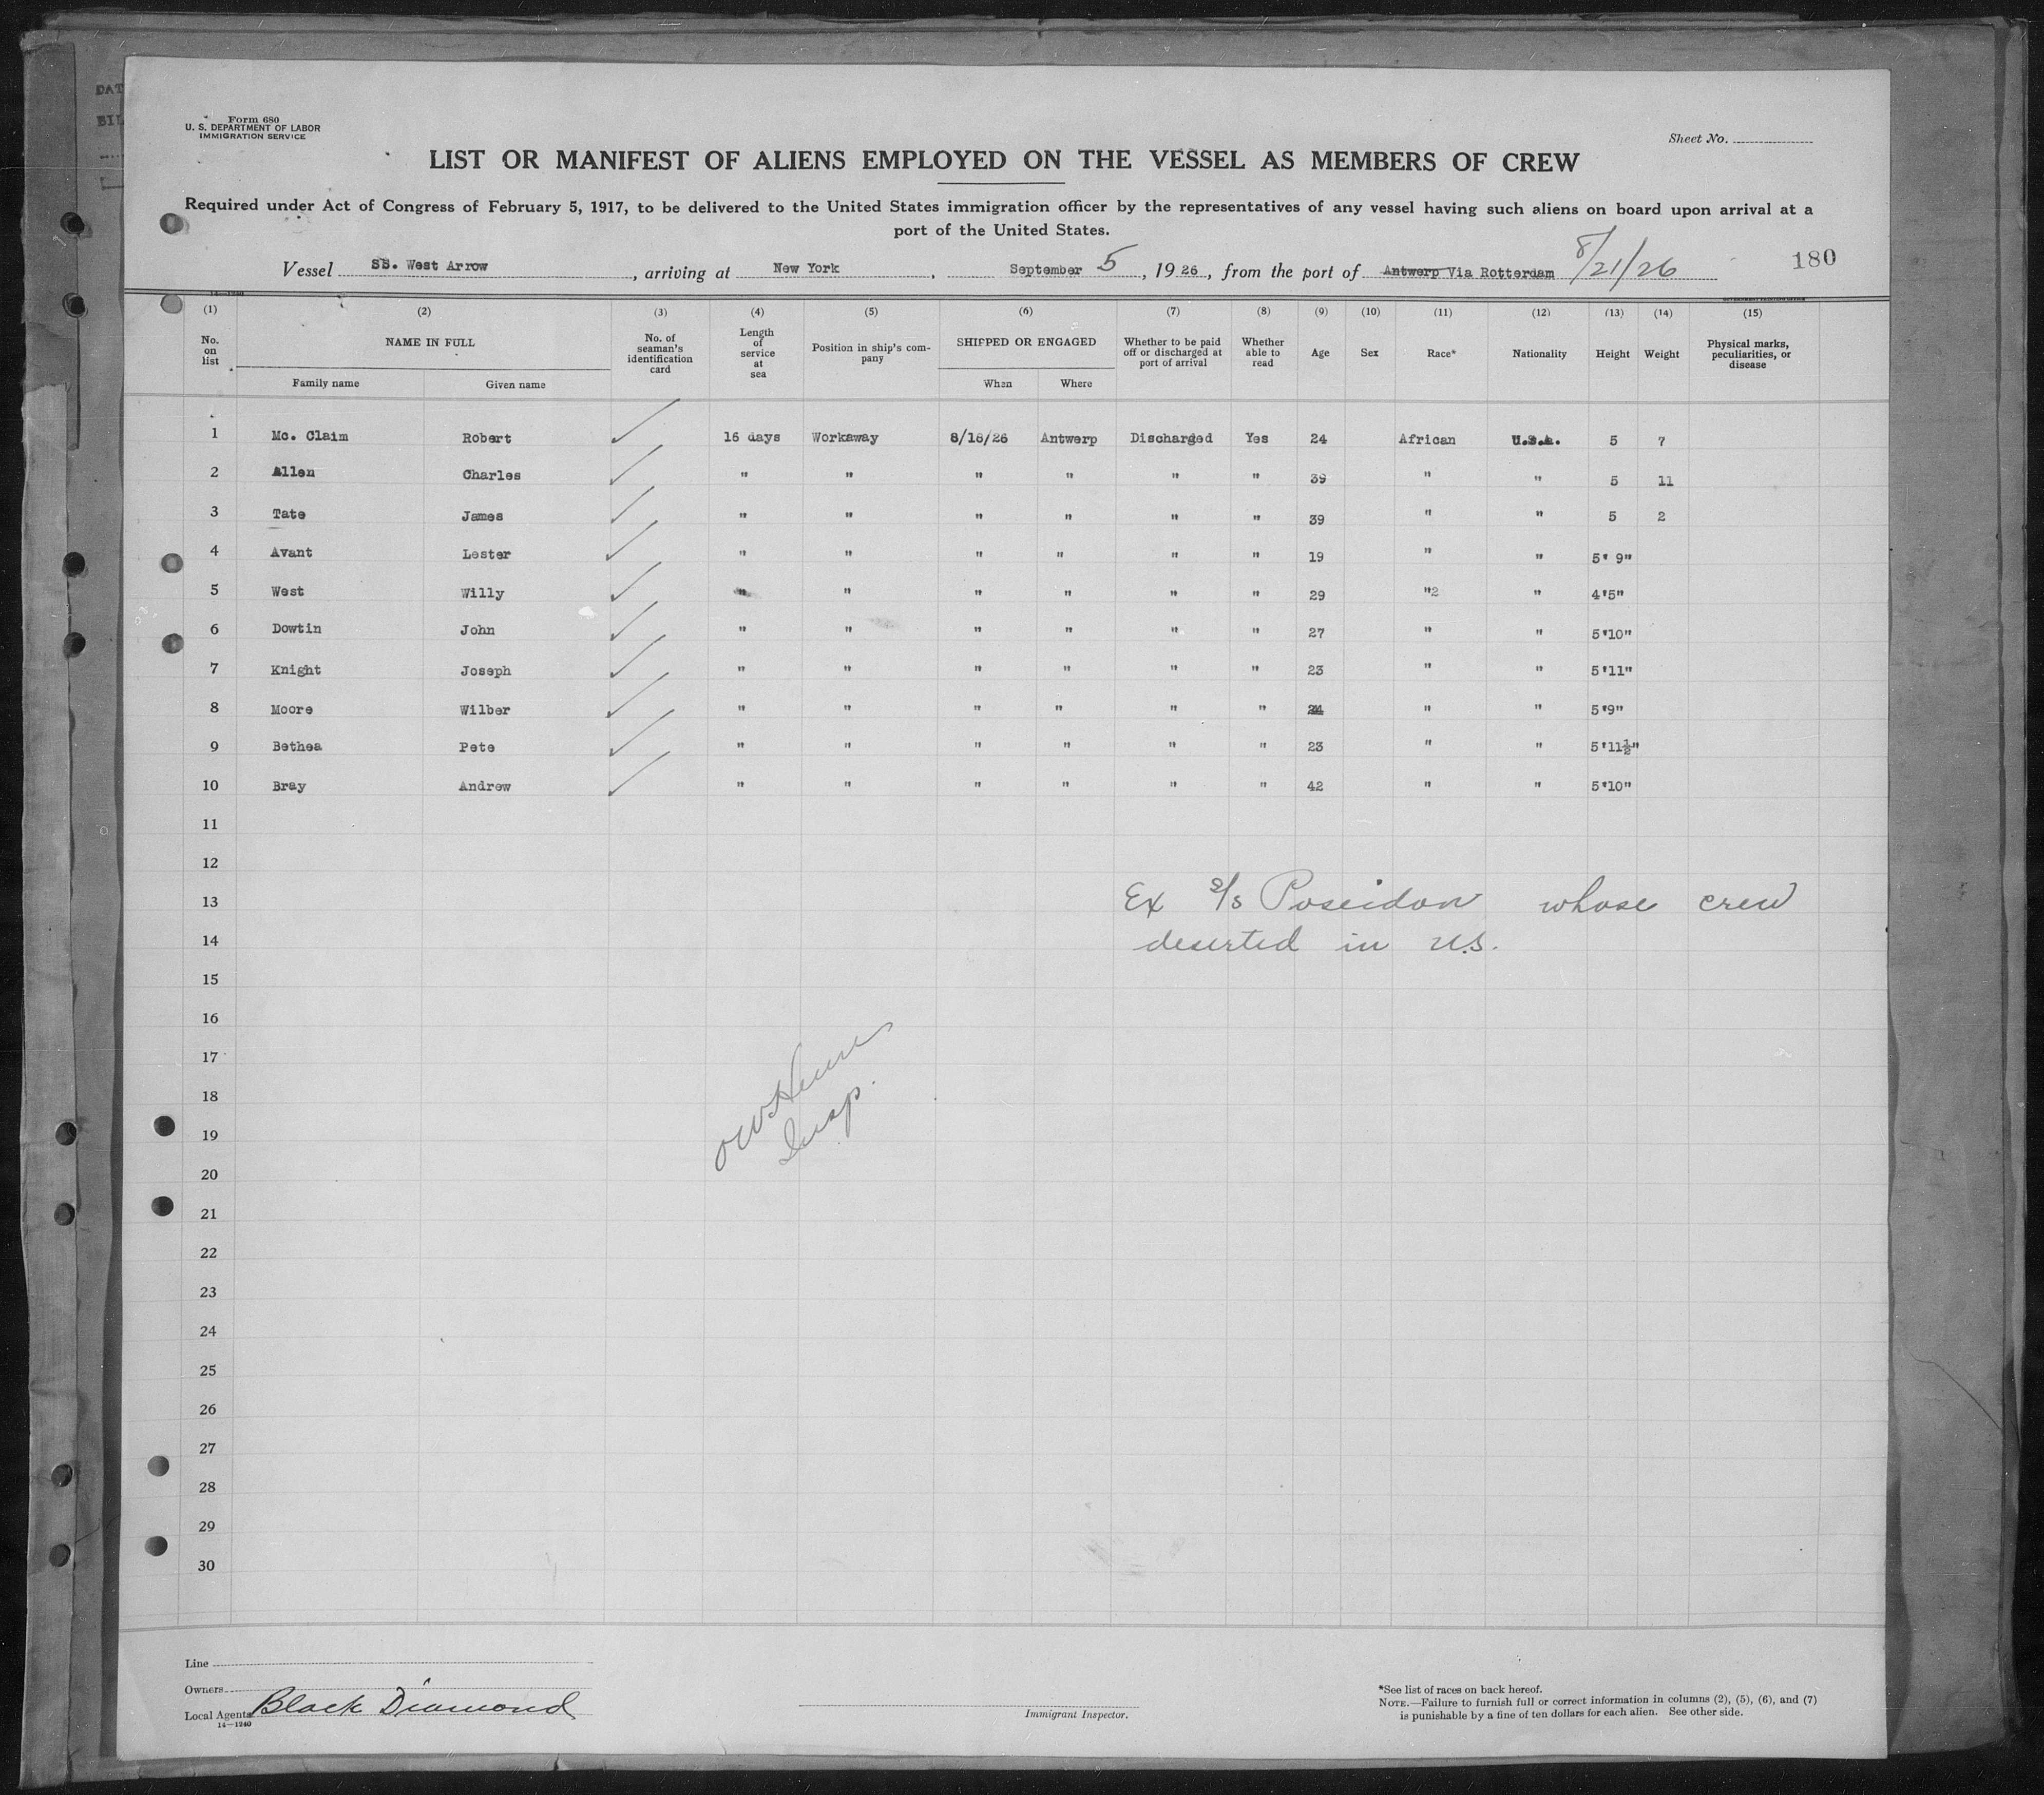 DAT
BIL
Form 680
U. S. DEPARTMENT OF LABOR
IMMIGRATION SERVICE
Sheet No.
LIST OR MANIFEST OF ALIENS EMPLOYED ON THE VESSEL AS MEMBERS OF CREW
Required under Act of Congress of February 5, 1917, to be delivered to the United States immigration officer by the representatives of any vessel having such aliens on board upon arrival at a
port of the United States.
Vessel SS. West Arrow, arriving at New York, September 5, 1926, from the port of Antwerp Via Rotterdam 8/21/26 180
(1) (2) (3) (4) (5) (6) (7) (8) (9) (10) (11) (12) (13) (14) (15)
No. on list NAME IN FULL Family name Given name No. of seaman's identification card Length of service at sea Position in ship's company SHIPPED OR ENGAGED When Where Whether to be paid off or discharged at port of arrival Whether able to read Age Sex Race* Nationality Height Weight Physical marks, peculiarities, or disease
1 Mc. Claim Robert 15 days Workaway 8/18/26 Antwerp Discharged Yes 24 African U.S.A. 5 7
2 Allen Charles " " " " " " 39 " " 5 11
3 Tate James " " " " " " 39 " " 5 2
4 Avant Lester " " " " " " 19 " " 5' 9"
5 West Willy " " " " " " 29 "2 " 4'5"
6 Dowtin John " " " " " " 27 " " 5'10"
7 Knight Joseph " " " " " " 23 " " 5'11"
8 Moore Wilber " " " " " " 24 " " 5'9"
9 Bethea Pete " " " " " " 23 " " 5'11½"
10 Bray Andrew " " " " " " 42 " " 5'10"
11
12
13 Ex S/S Poseidon whose crew
14 deserted in U.S.
15
16
17
18
Insp.
19
20
21
22
23
24
25
26
27
28
29
30
Line
Owners
Local Agents Black Diamond
14—1240
Immigrant Inspector.
*See list of races on back hereof.
NOTE.—Failure to furnish full or correct information in columns (2), (5), (6), and (7)
is punishable by a fine of ten dollars for each alien. See other side.